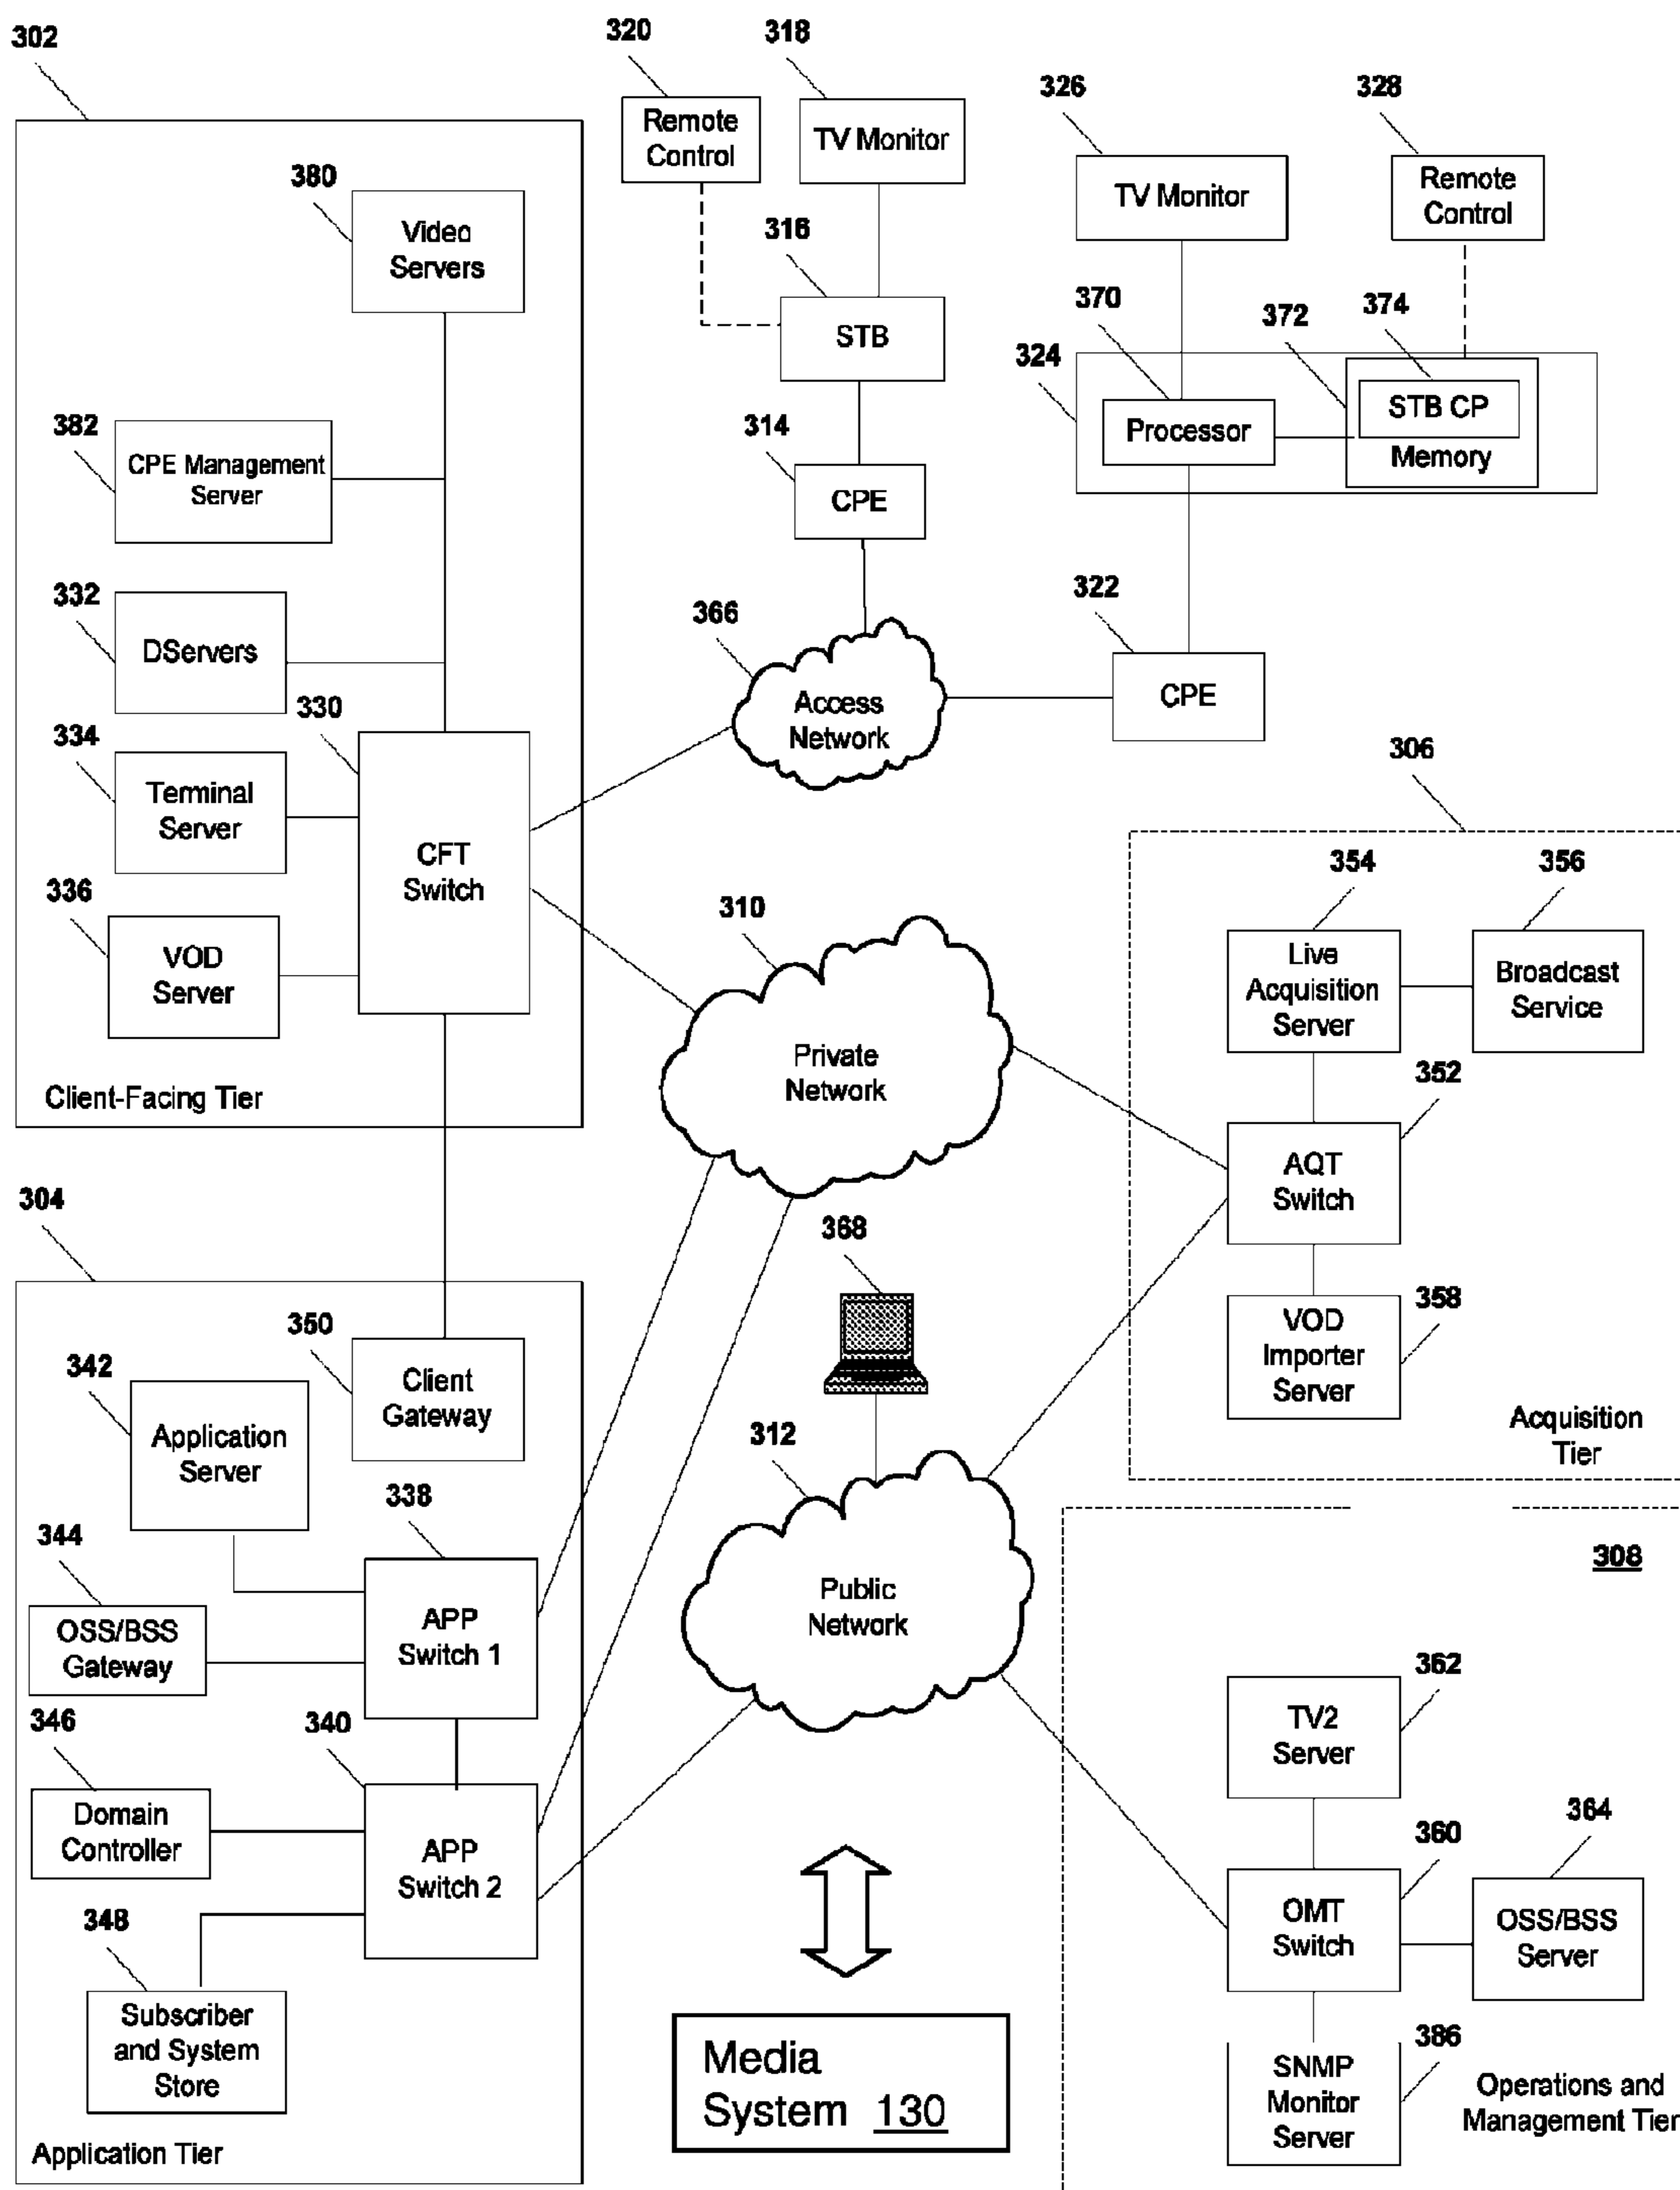 302
320
318
326
328
Remote
Control
TV Monitor
TV Monitor
Remote
Control
380
Video
Servers
316
STB
370
372
374
324
STB CP
Processor
Memory
382
CPE Management
Server
314
CPE
332
DServers
322
CPE
366
Access
Network
330
334
Terminal
Server
CFT
Switch
336
VOD
Server
Client-Facing Tier
306
354
356
Live
Acquisition
Server
Broadcast
Service
310
Private
Network
352
AQT
Switch
358
VOD
Importer
Server
Acquisition
Tier
304
368
350
Client
Gateway
342
Application
Server
312
Public
Network
338
344
OSS/BSS
Gateway
APP
Switch 1
308
346
340
Domain
Controller
APP
Switch 2
348
Subscriber
and System
Store
Application Tier
362
TV2
Server
360
364
OMT
Switch
OSS/BSS
Server
386
SNMP
Monitor
Server
Operations and
Management Tier
Media
System 130